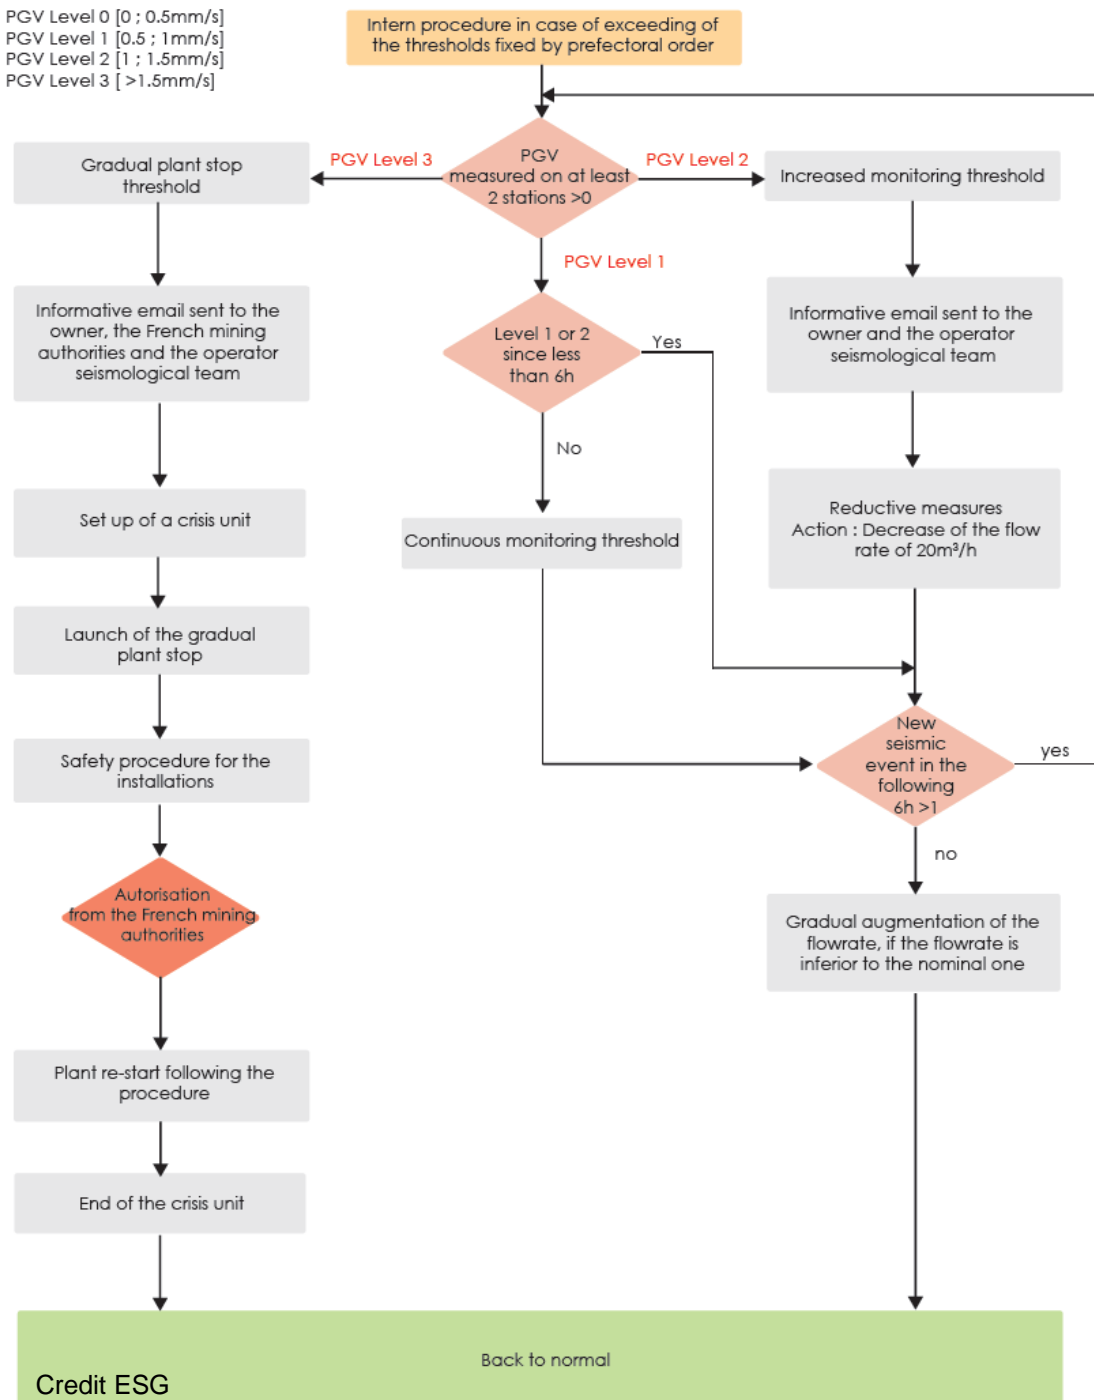 PGV Level 0 [0 ; 0.5mm/s]
PGV Level 1 [0.5 ; 1mm/s]
PGV Level 2 [1 ; 1.5mm/s]
PGV Level 3 [ >1.5mm/s]
Intern procedure in case of exceeding of
the thresholds fixed by prefectoral order
PGV
measured on at least
2 stations >0
PGV Level 3
PGV Level 2
PGV Level 1
Gradual plant stop
threshold
Informative email sent to the
owner, the French mining
authorities and the operator
seismological team
Set up of a crisis unit
Launch of the gradual
plant stop
Safety procedure for the
installations
Autorisation
from the French mining
authorities
Plant re-start following the
procedure
End of the crisis unit
Level 1 or 2
since less
than 6h
Yes
No
Continuous monitoring threshold
Increased monitoring threshold
Informative email sent to the
owner and the operator
seismological team
Reductive measures
Action : Decrease of the flow
rate of 20m³/h
New
seismic
event in the
following
6h >1
yes
no
Gradual augmentation of the
flowrate, if the flowrate is
inferior to the nominal one
Back to normal
Credit ESG